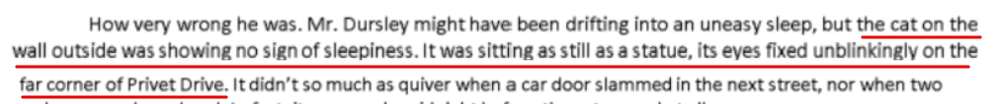 How very wrong he was. Mr. Dursley might have been drifting into an uneasy sleep, but the cat on the
wall outside was showing no sign of sleepiness. It was sitting as still as a statue, its eyes fixed unblinkingly on the
far corner of Privet Drive. It didn't so much as quiver when a car door slammed in the next street, nor when two